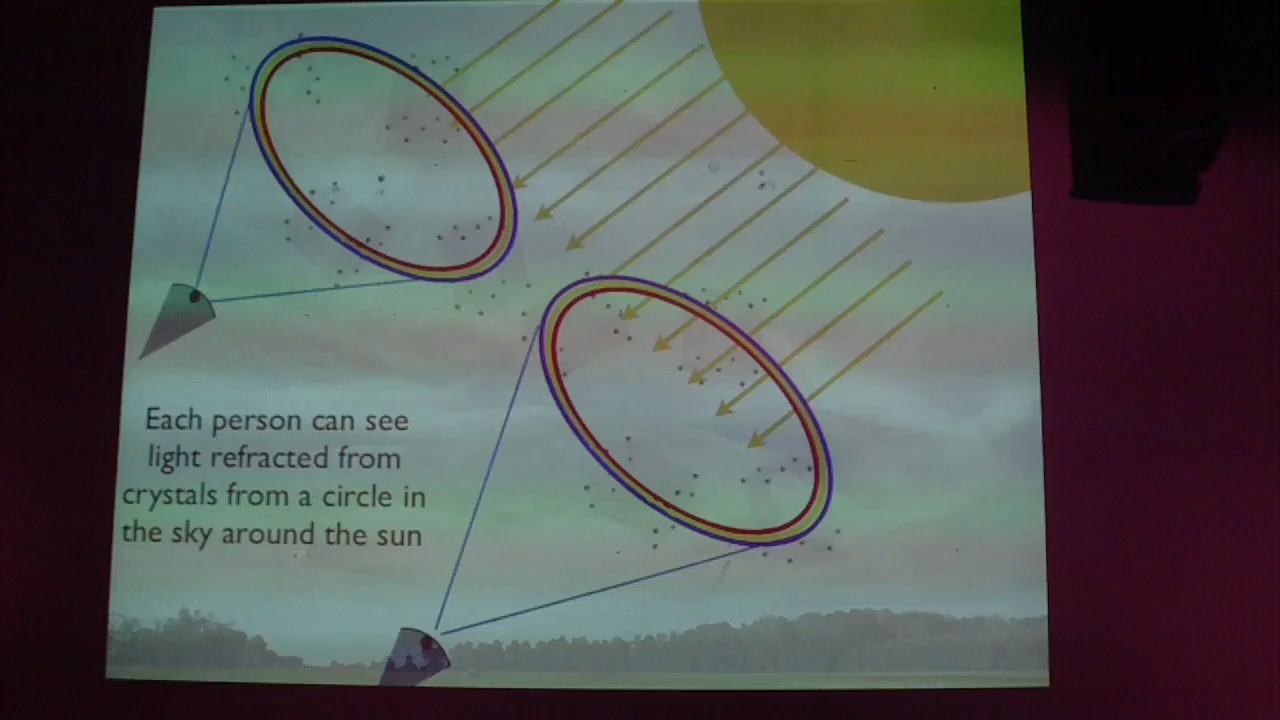 Each person can see
light refracted from
crystals from a circle in
the sky around the sun